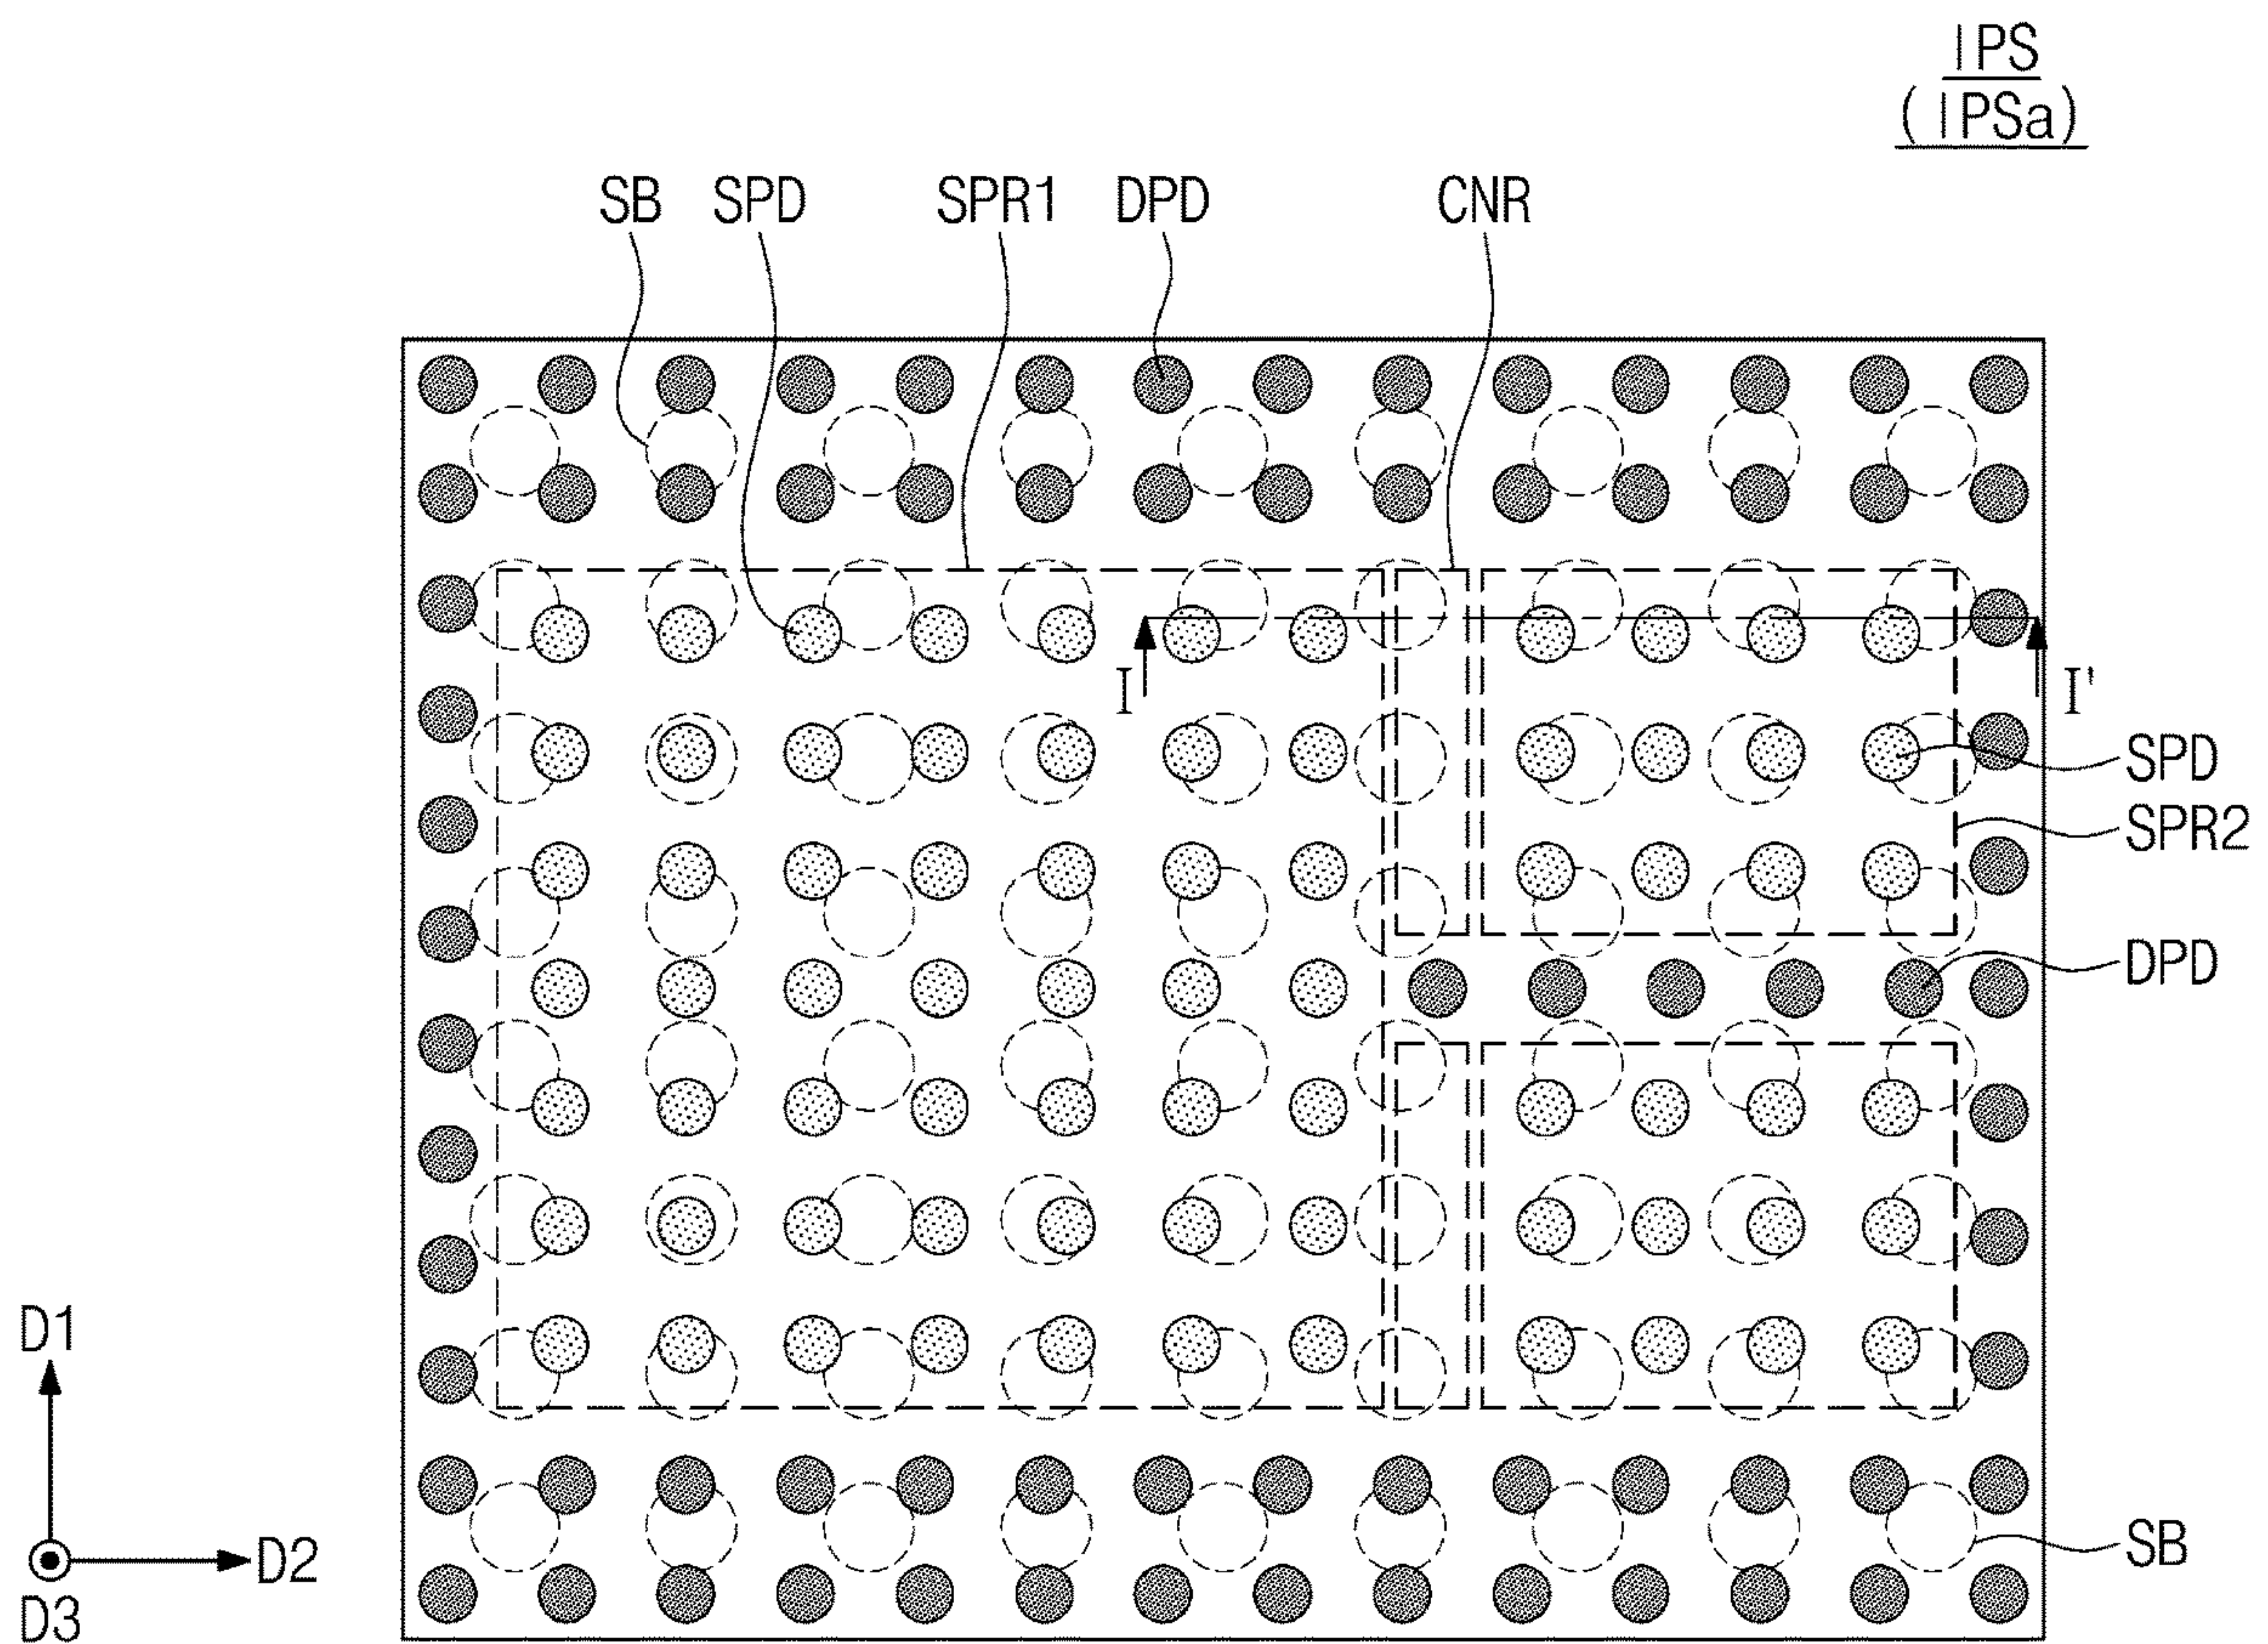 IPS
(IPSa)
SB SPD SPR1 DPD CNR
I I'
SPD
SPR2
DPD
D1
D2
D3
SB